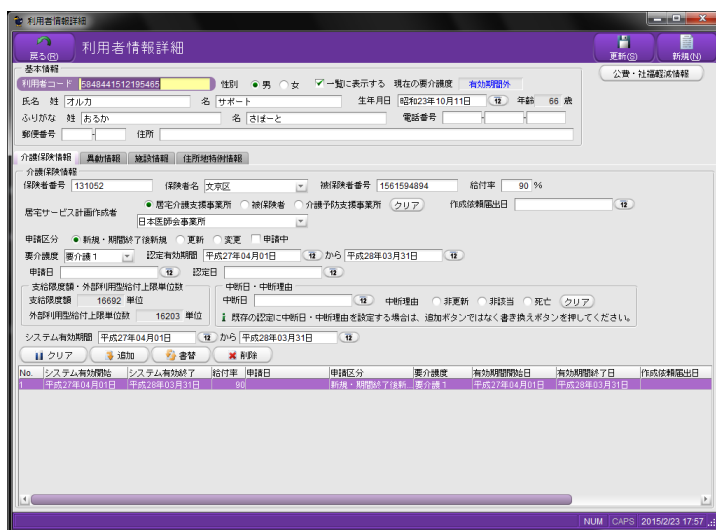 利用者情報詳細
戻る(R) 利用者情報詳細 更新(S) 新規(N)
基本情報 公費・社福軽減情報
利用者コード 5848441512195465 性別 男 女 一覧に表示する 現在の要介護度 有効期間外
氏名 姓 オルカ 名 サポート 生年月日 昭和23年10月11日 12 年齢 66 歳
ふりがな 姓 おるか 名 さぽーと 電話番号 - -
郵便番号 - 住所
介護保険情報 異動情報 施設情報 住所地特例情報
介護保険情報
保険者番号 131052 保険者名 文京区 被保険者番号 1561594894 給付率 90 %
居宅サービス計画作成者 居宅介護支援事業所 被保険者 介護予防支援事業所 クリア 作成依頼届出日 12
日本医師会事業所
申請区分 新規・期間終了後新規 更新 変更 申請中
要介護度 要介護1 認定有効期間 平成27年04月01日 12 から 平成28年03月31日 12
申請日 12 認定日 12
支給限度額・外部利用型給付上限単位数 中断日・中断理由
支給限度額 16692 単位 中断日 12 中断理由 非更新 非該当 死亡 クリア
外部利用型給付上限単位数 16203 単位 既存の認定に中断日・中断理由を設定する場合は、追加ボタンではなく書き換えボタンを押してください。
システム有効期間 平成27年04月01日 12 から 平成28年03月31日 12
クリア 追加 書替 削除
No. システム有効開始 システム有効終了 給付率 申請日 申請区分 要介護度 有効期間開始日 有効期間終了日 作成依頼届出日
1 平成27年04月01日 平成28年03月31日 90 新規・期間終了後新... 要介護1 平成27年04月01日 平成28年03月31日
NUM CAPS 2015/2/23 17:57